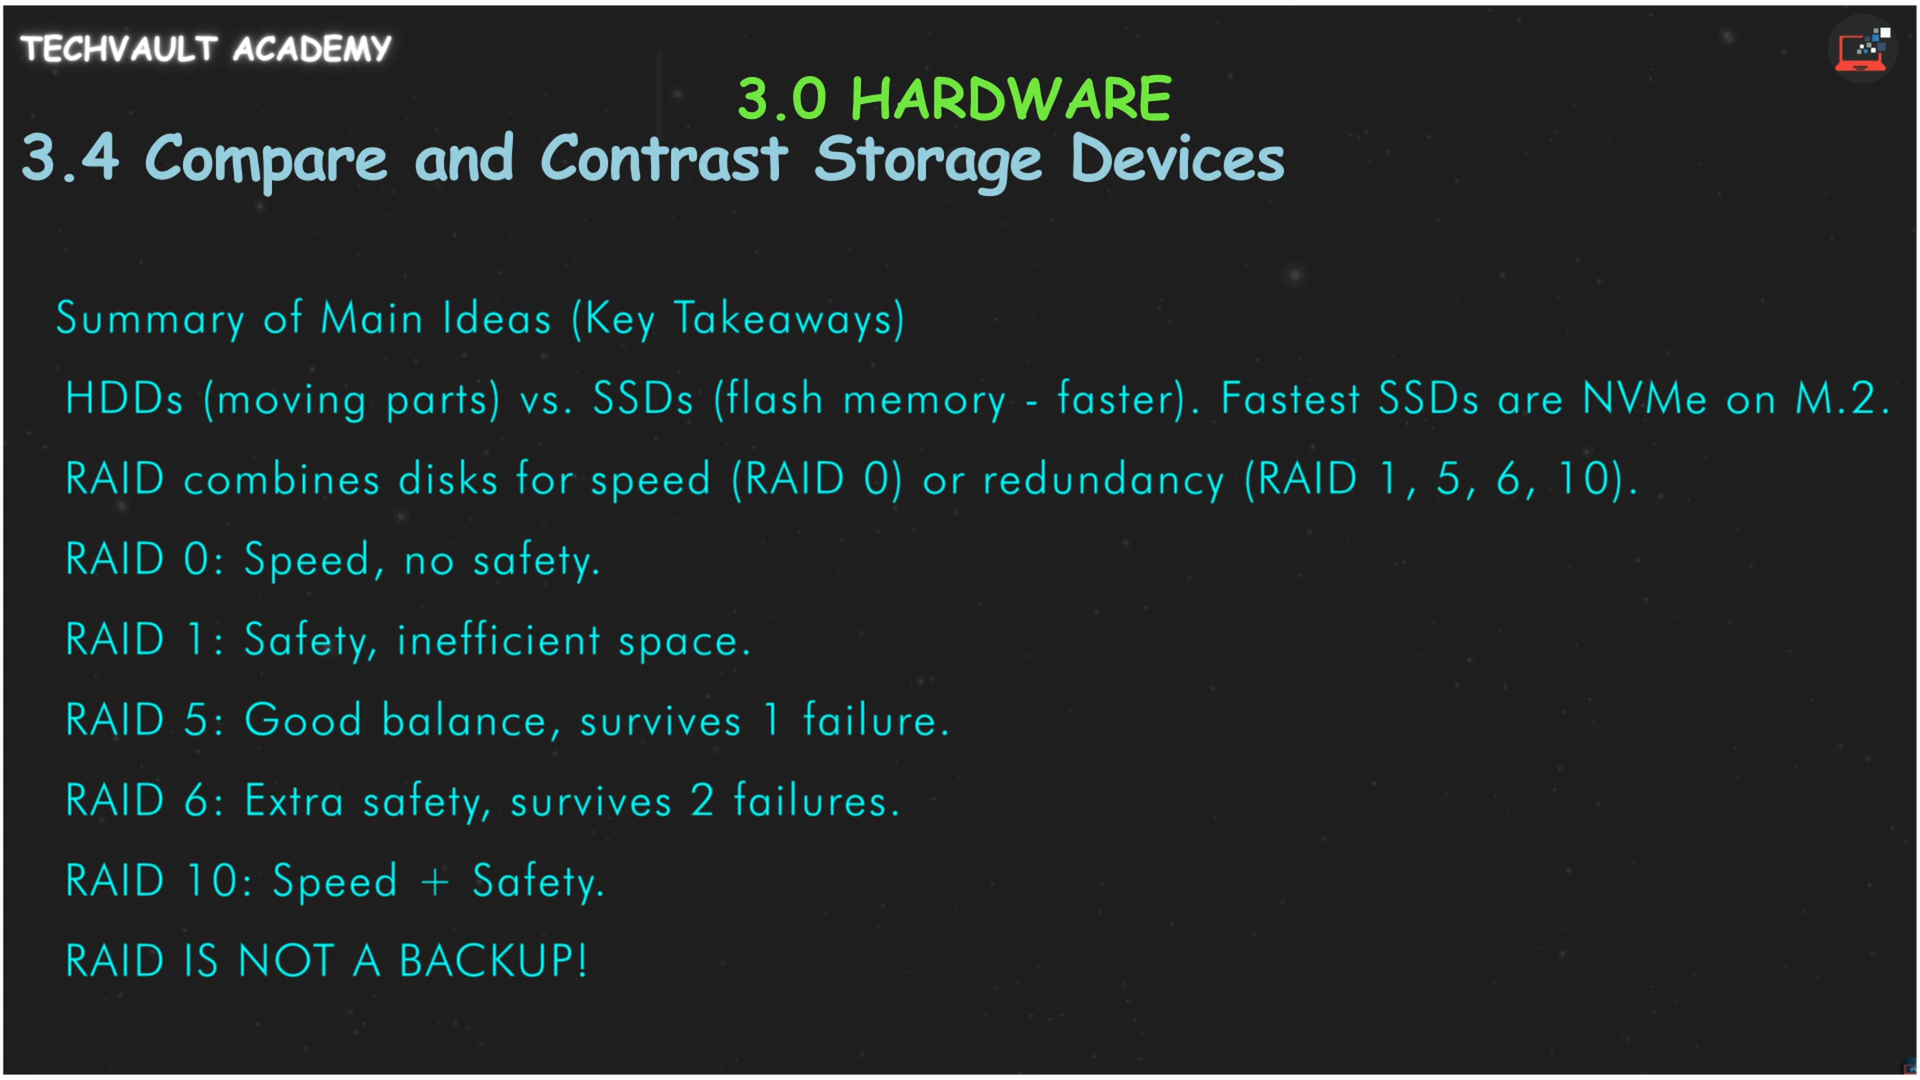 TECHVAULT ACADEMY
3.0 HARDWARE
3.4 Compare and Contrast Storage Devices
Summary of Main Ideas (Key Takeaways)
HDDs (moving parts) vs. SSDs (flash memory - faster). Fastest SSDs are NVMe on M.2.
RAID combines disks for speed (RAID 0) or redundancy (RAID 1, 5, 6, 10).
RAID 0: Speed, no safety.
RAID 1: Safety, inefficient space.
RAID 5: Good balance, survives 1 failure.
RAID 6: Extra safety, survives 2 failures.
RAID 10: Speed + Safety.
RAID IS NOT A BACKUP!